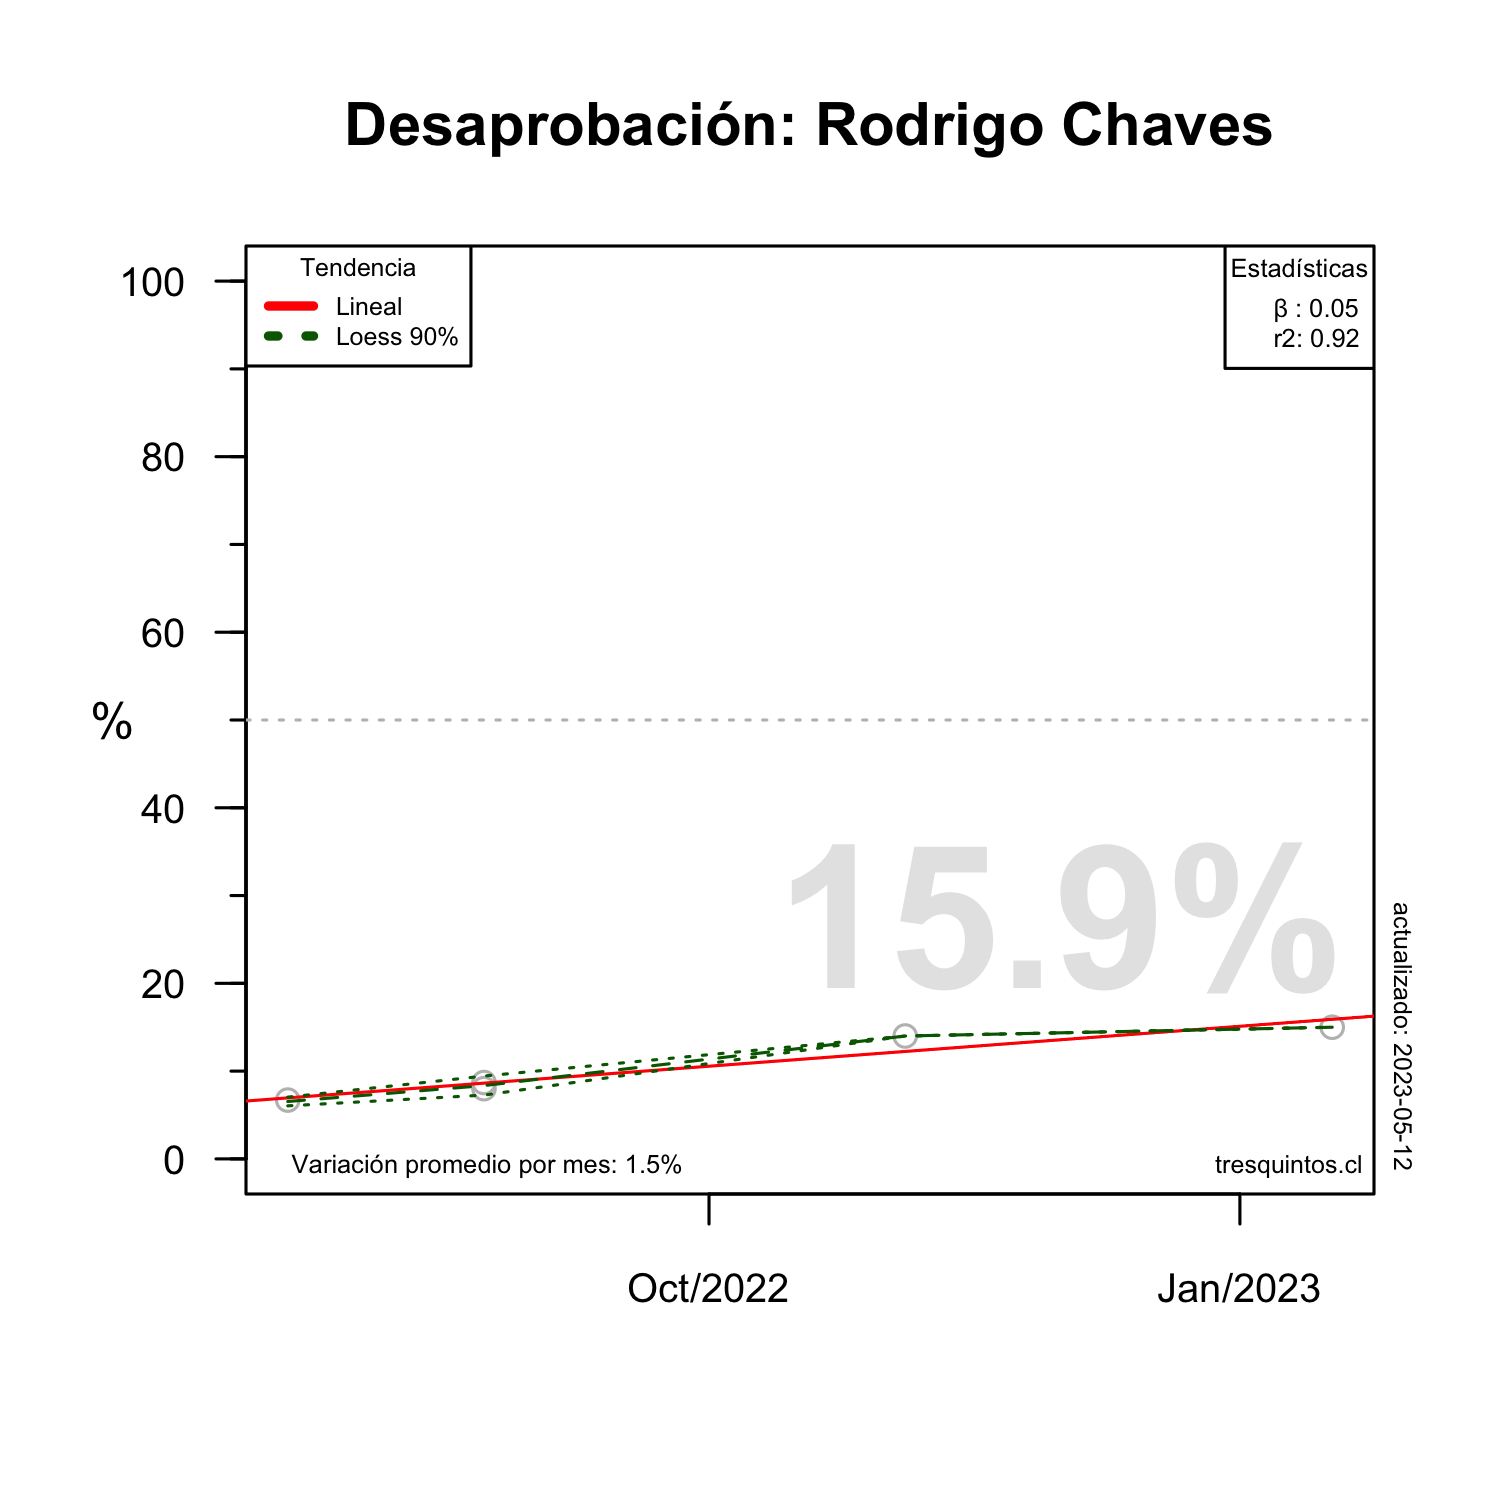 Desaprobación: Rodrigo Chaves
Tendencia
Lineal
Loess 90%
Estadísticas
β : 0.05
r2: 0.92
100
80
60
40
20
0
%
15.9%
actualizado: 2023-05-12
Variación promedio por mes: 1.5%
tresquintos.cl
Oct/2022
Jan/2023